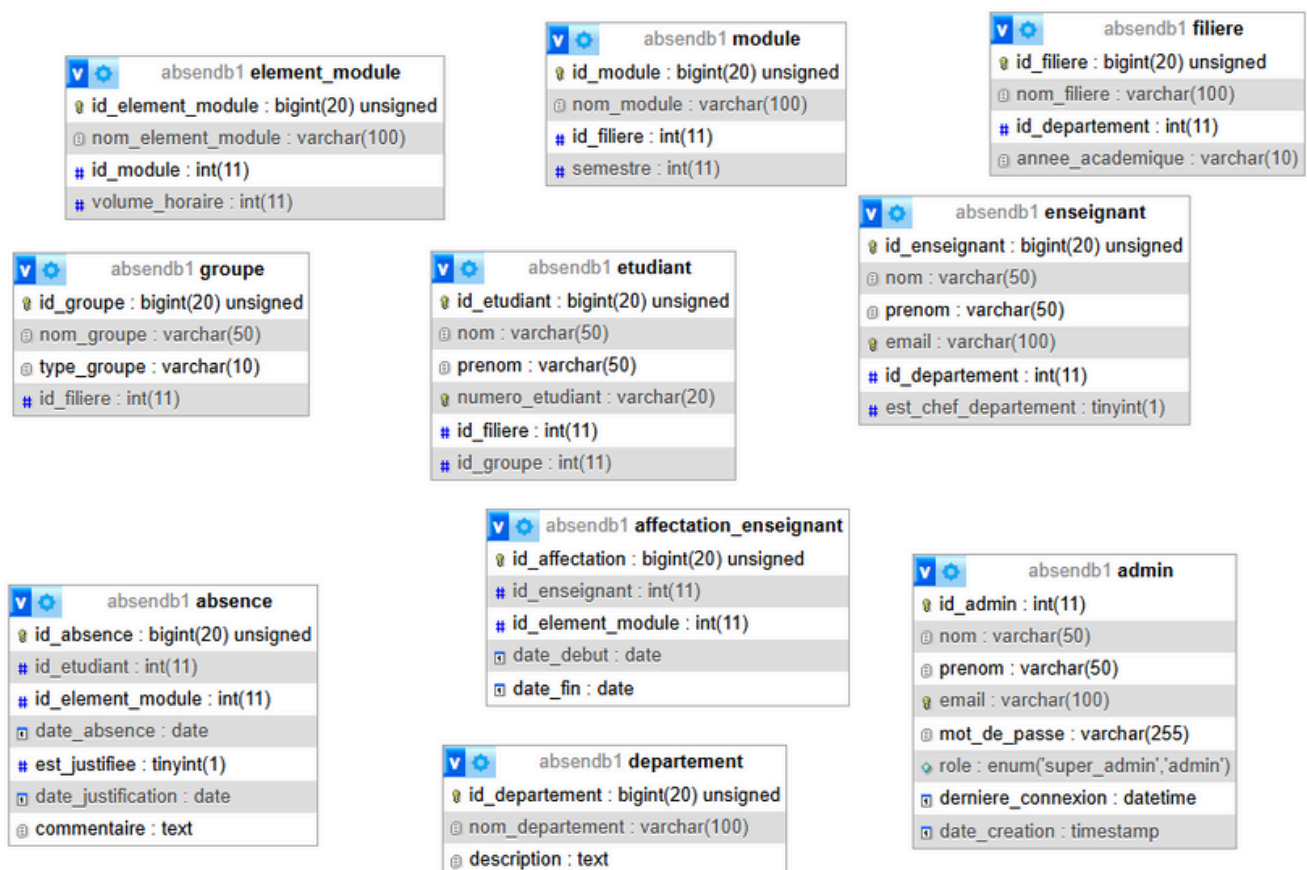 absendb1 element_module
id_element_module : bigint(20) unsigned
nom_element_module : varchar(100)
id_module : int(11)
volume_horaire : int(11)
absendb1 module
id_module : bigint(20) unsigned
nom_module : varchar(100)
id_filiere : int(11)
semestre : int(11)
absendb1 filiere
id_filiere : bigint(20) unsigned
nom_filiere : varchar(100)
id_departement : int(11)
annee_academique : varchar(10)
absendb1 groupe
id_groupe : bigint(20) unsigned
nom_groupe : varchar(50)
type_groupe : varchar(10)
id_filiere : int(11)
absendb1 etudiant
id_etudiant : bigint(20) unsigned
nom : varchar(50)
prenom : varchar(50)
numero_etudiant : varchar(20)
id_filiere : int(11)
id_groupe : int(11)
absendb1 enseignant
id_enseignant : bigint(20) unsigned
nom : varchar(50)
prenom : varchar(50)
email : varchar(100)
id_departement : int(11)
est_chef_departement : tinyint(1)
absendb1 absence
id_absence : bigint(20) unsigned
id_etudiant : int(11)
id_element_module : int(11)
date_absence : date
est_justifiee : tinyint(1)
date_justification : date
commentaire : text
absendb1 affectation_enseignant
id_affectation : bigint(20) unsigned
id_enseignant : int(11)
id_element_module : int(11)
date_debut : date
date_fin : date
absendb1 departement
id_departement : bigint(20) unsigned
nom_departement : varchar(100)
description : text
absendb1 admin
id_admin : int(11)
nom : varchar(50)
prenom : varchar(50)
email : varchar(100)
mot_de_passe : varchar(255)
role : enum('super_admin','admin')
derniere_connexion : datetime
date_creation : timestamp